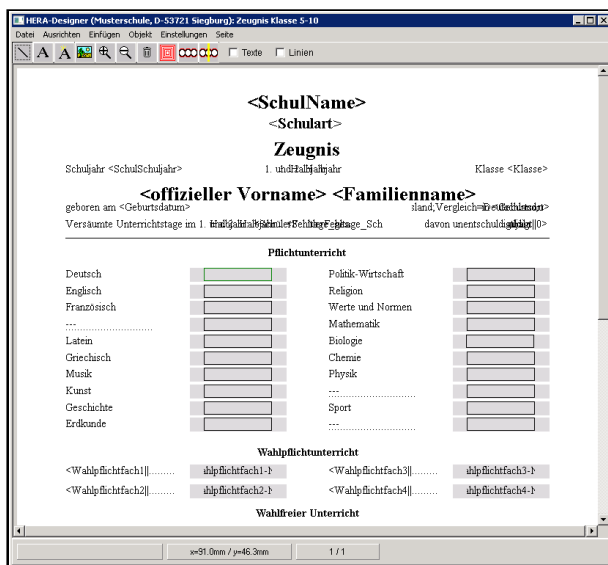 HERA-Designer (Musterschule, D-53721 Siegburg): Zeugnis Klasse 5-10
Datei Ausrichten Einfügen Objekt Einstellungen Seite
Texte Linien
<SchulName>
<Schulart>
Zeugnis
Schuljahr <SchulSchuljahr> 1. Klasse <Klasse>
<offizieller Vorname> <Familienname>
geboren am <Geburtsdatum>
Versäumte Unterrichtstage im 1. davon
Pflichtunterricht
Deutsch Politik-Wirtschaft
Englisch Religion
Französisch Werte und Normen
--- Mathematik
Latein Biologie
Griechisch Chemie
Musik Physik
Kunst ---
Geschichte Sport
Erdkunde ---
Wahlpflichtunterricht
<Wahlpflichtfach1||......... <Wahlpflichtfach3||.........
<Wahlpflichtfach2||......... <Wahlpflichtfach4||.........
Wahlfreier Unterricht
x=91.0mm / y=46.3mm 1 / 1